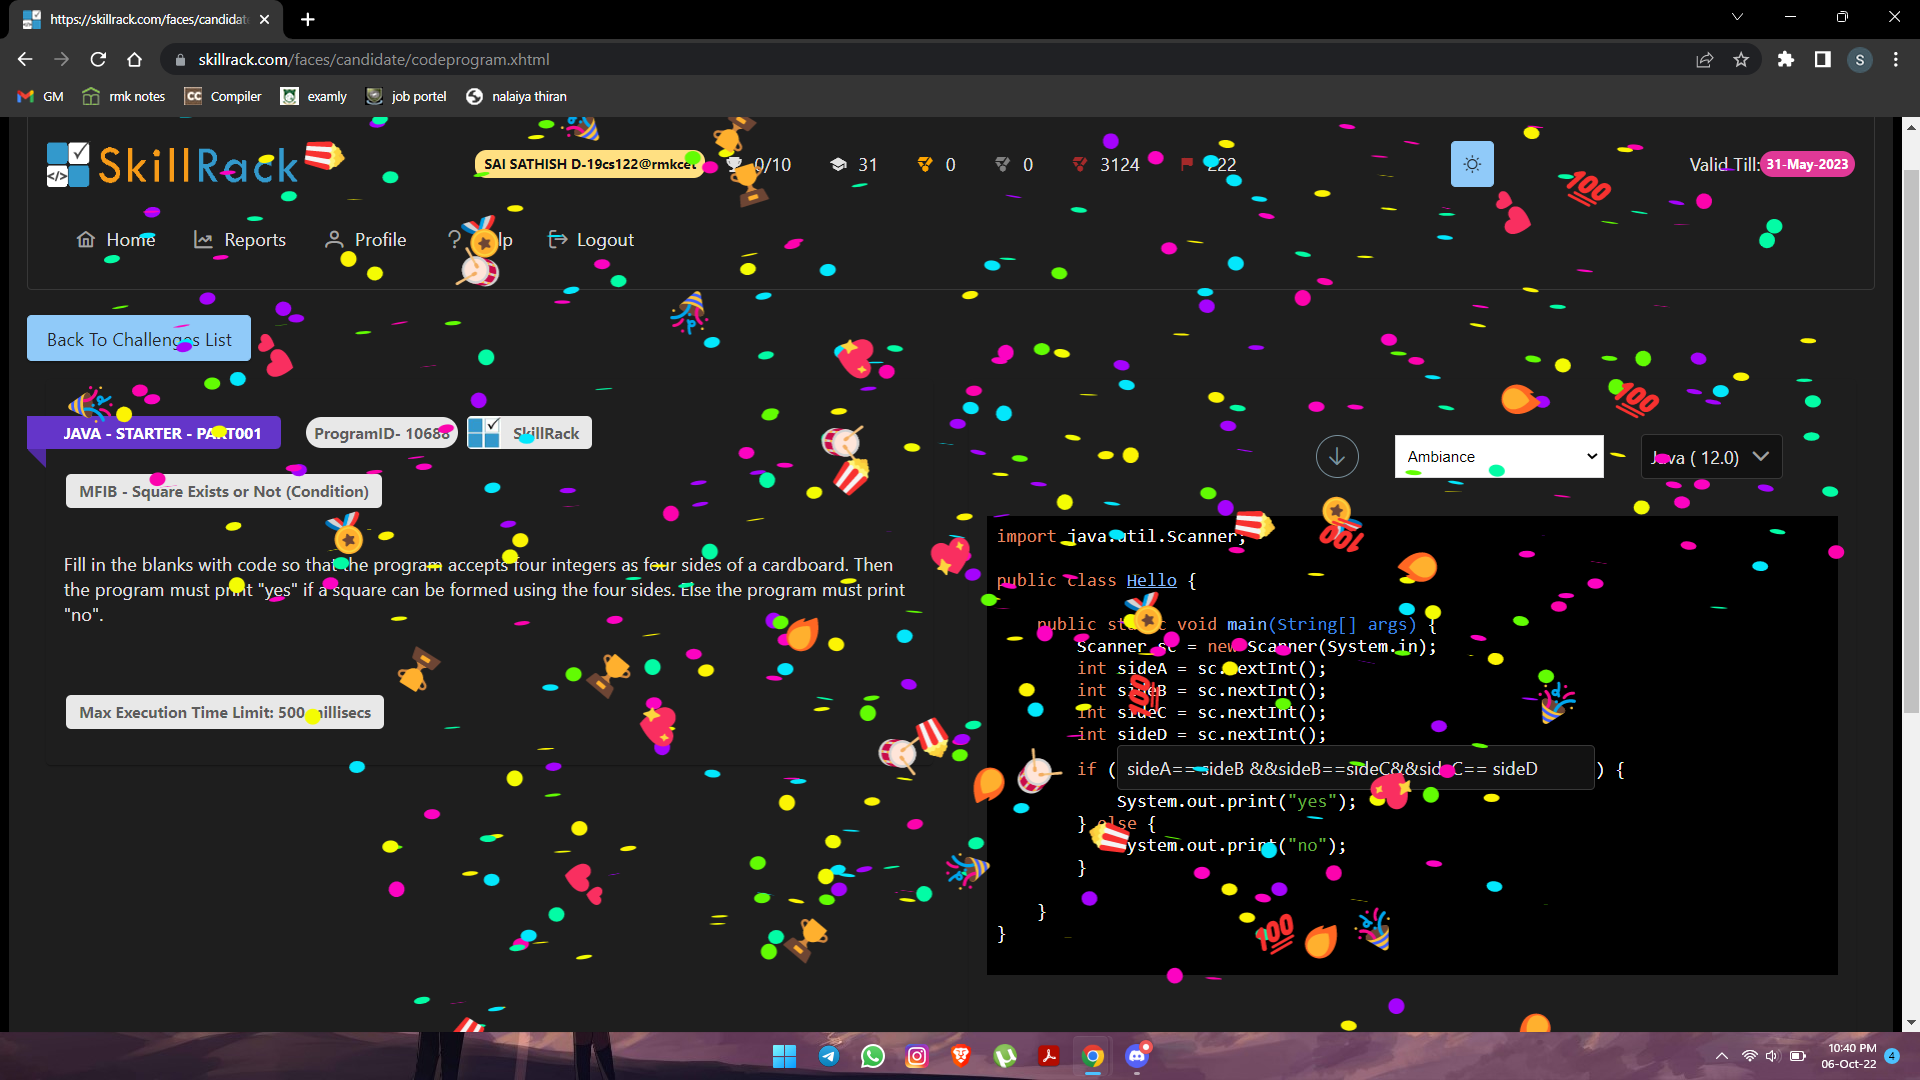 https://skillrack.com/faces/candidat
skillrack.com/faces/candidate/codeprogram.xhtml
S
GM
rmk notes
CC Compiler
examly
job portel
nalaiya thiran
SkillRack
SAI SATHISH D-19cs122@rmkcet
0/10
31
0
0
3124
Valid Till: 31-May-2023
Home
Reports
Profile
Logout
Back To Challenges List
JAVA - STARTER - PART001
ProgramID- 10688
SkillRack
Ambiance
Java ( 12.0)
MFIB - Square Exists or Not (Condition)
Fill in the blanks with code so that the program accepts four integers as four sides of a cardboard. Then
the program must print "yes" if a square can be formed using the four sides. Else the program must print
"no".
Max Execution Time Limit: 500 millisecs
import java.util.Scanner;
public class Hello {
public static void main(String[] args) {
Scanner sc = new Scanner(System.in);
int sideA = sc.nextInt();
int sideB = sc.nextInt();
int sideC = sc.nextInt();
int sideD = sc.nextInt();
if ( sideA== sideB &&sideB==sideC&&sideC== sideD ) {
System.out.print("yes");
} else {
System.out.print("no");
}
}
}
10:40 PM
06-Oct-22
4